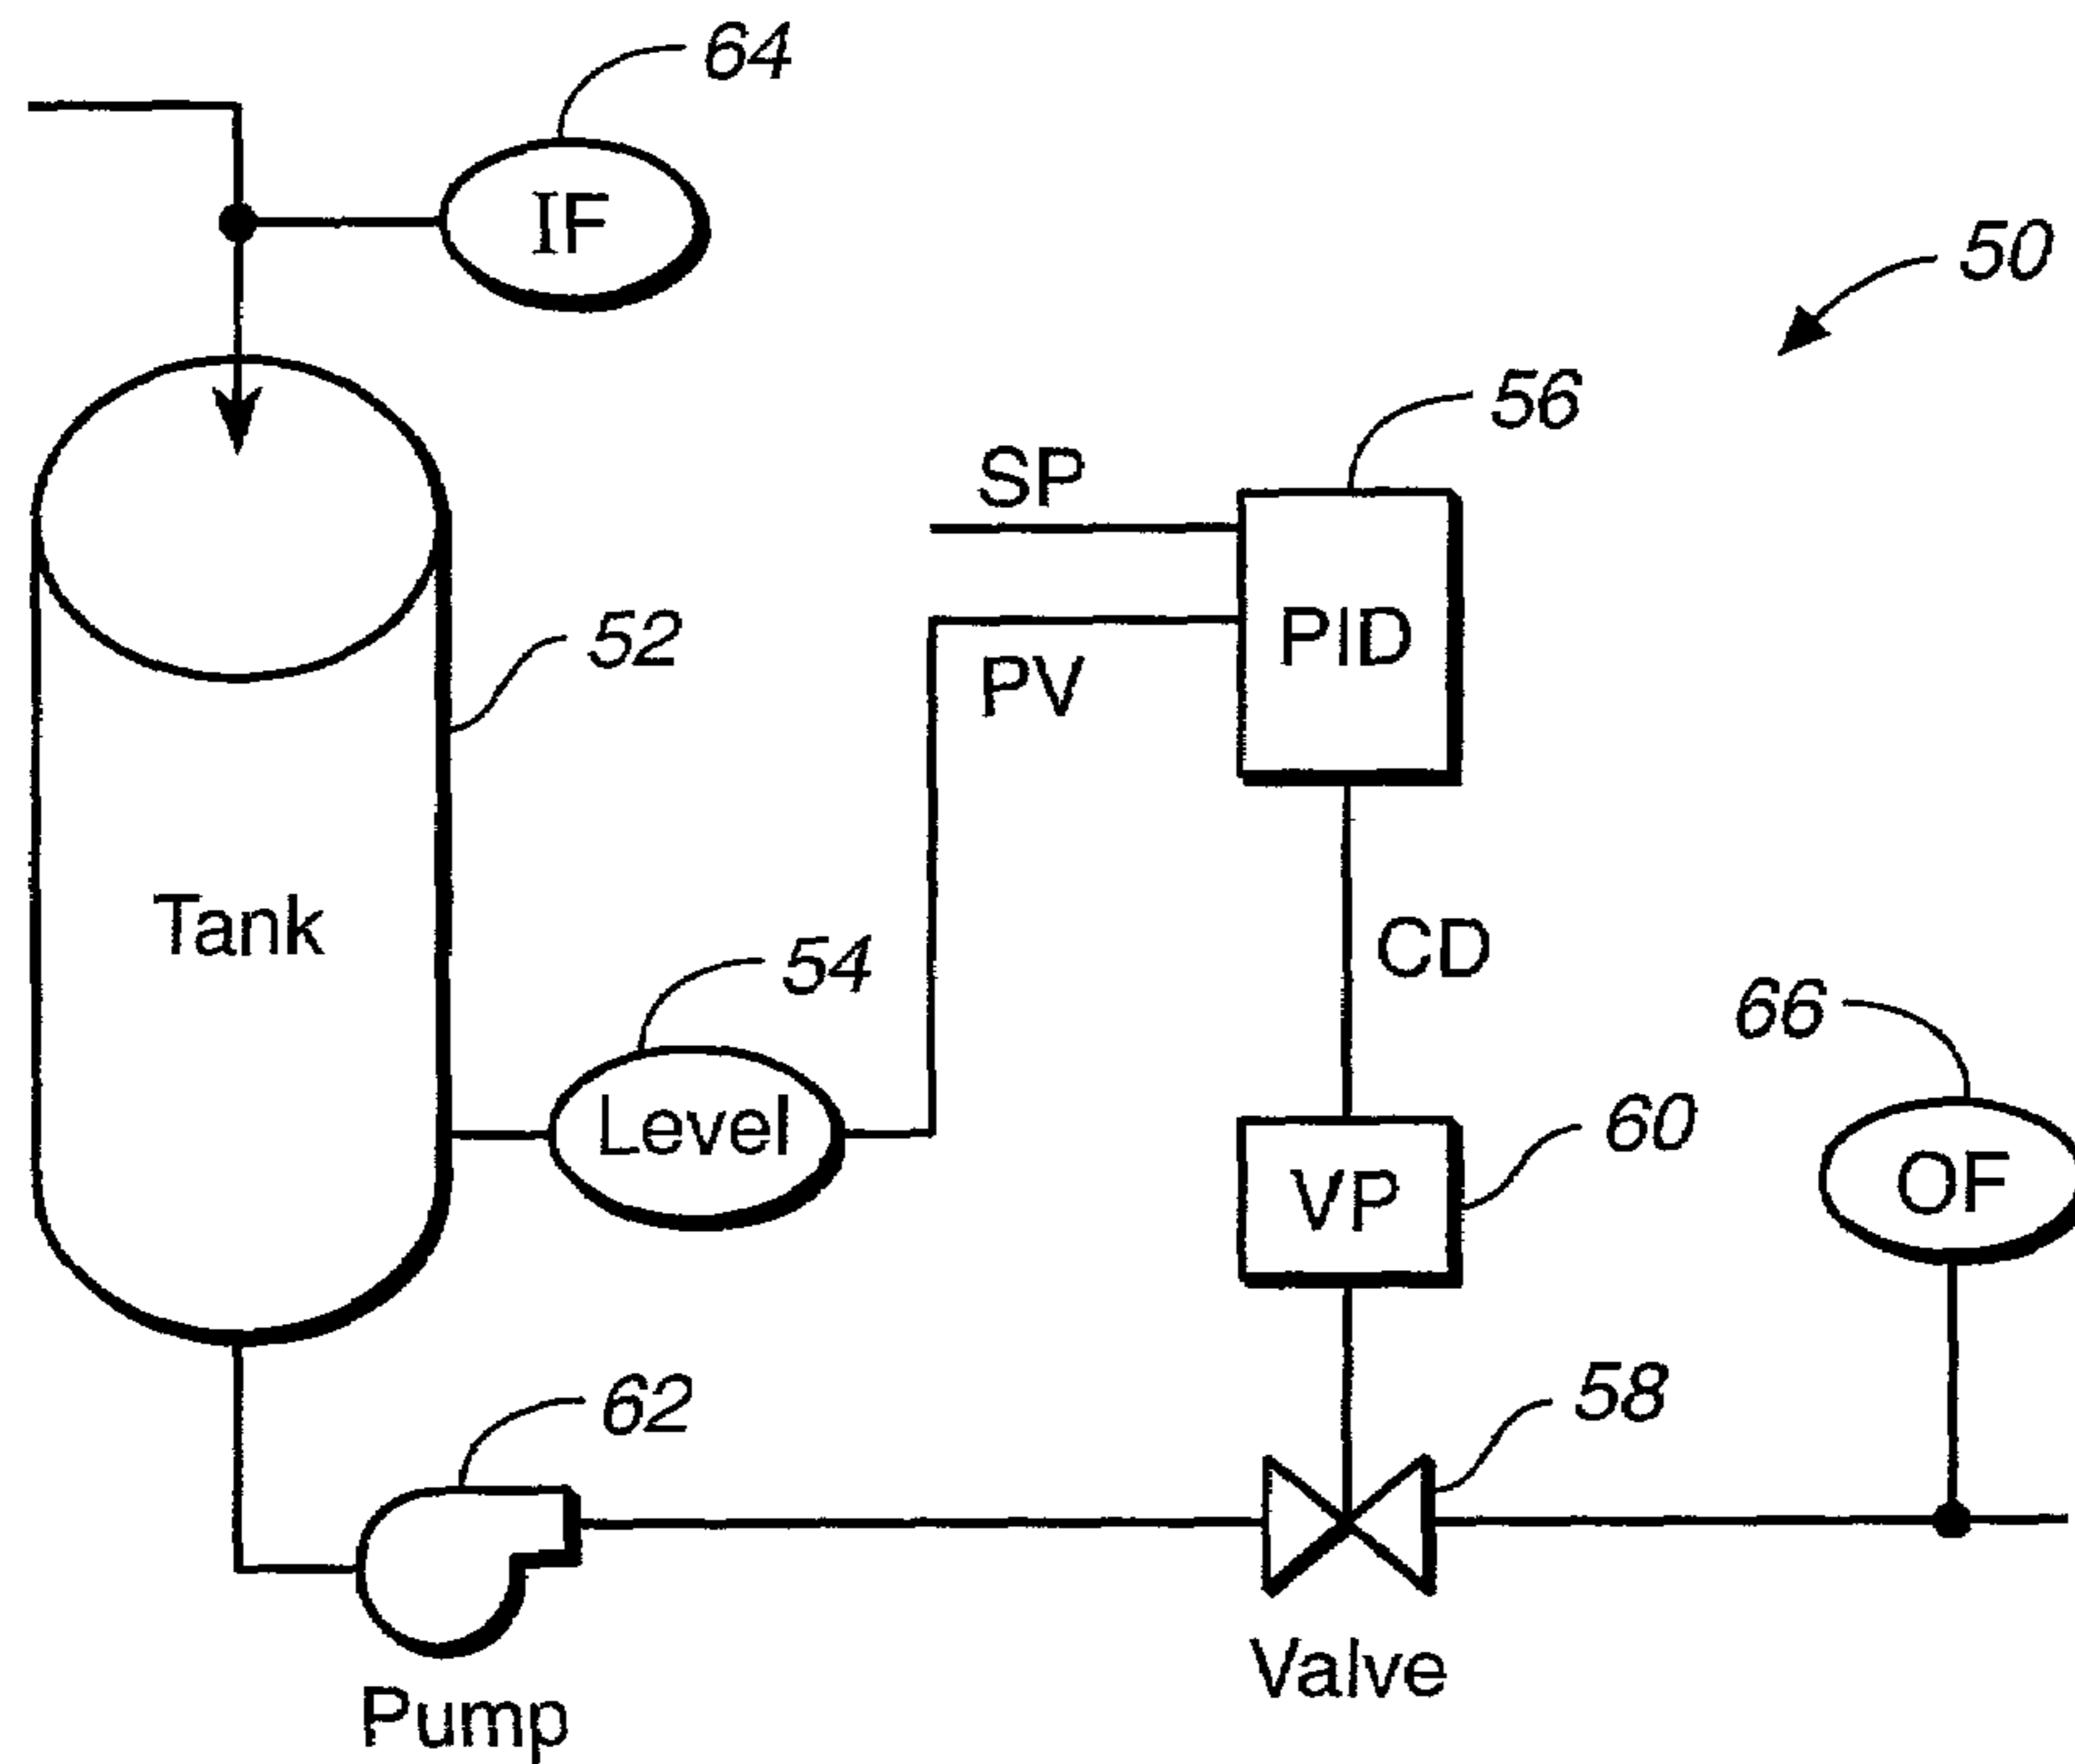 64
IF
50
56
SP
PID
52
PV
Tank
54
CD
66
Level
60
VP
OF
62
58
Valve
Pump